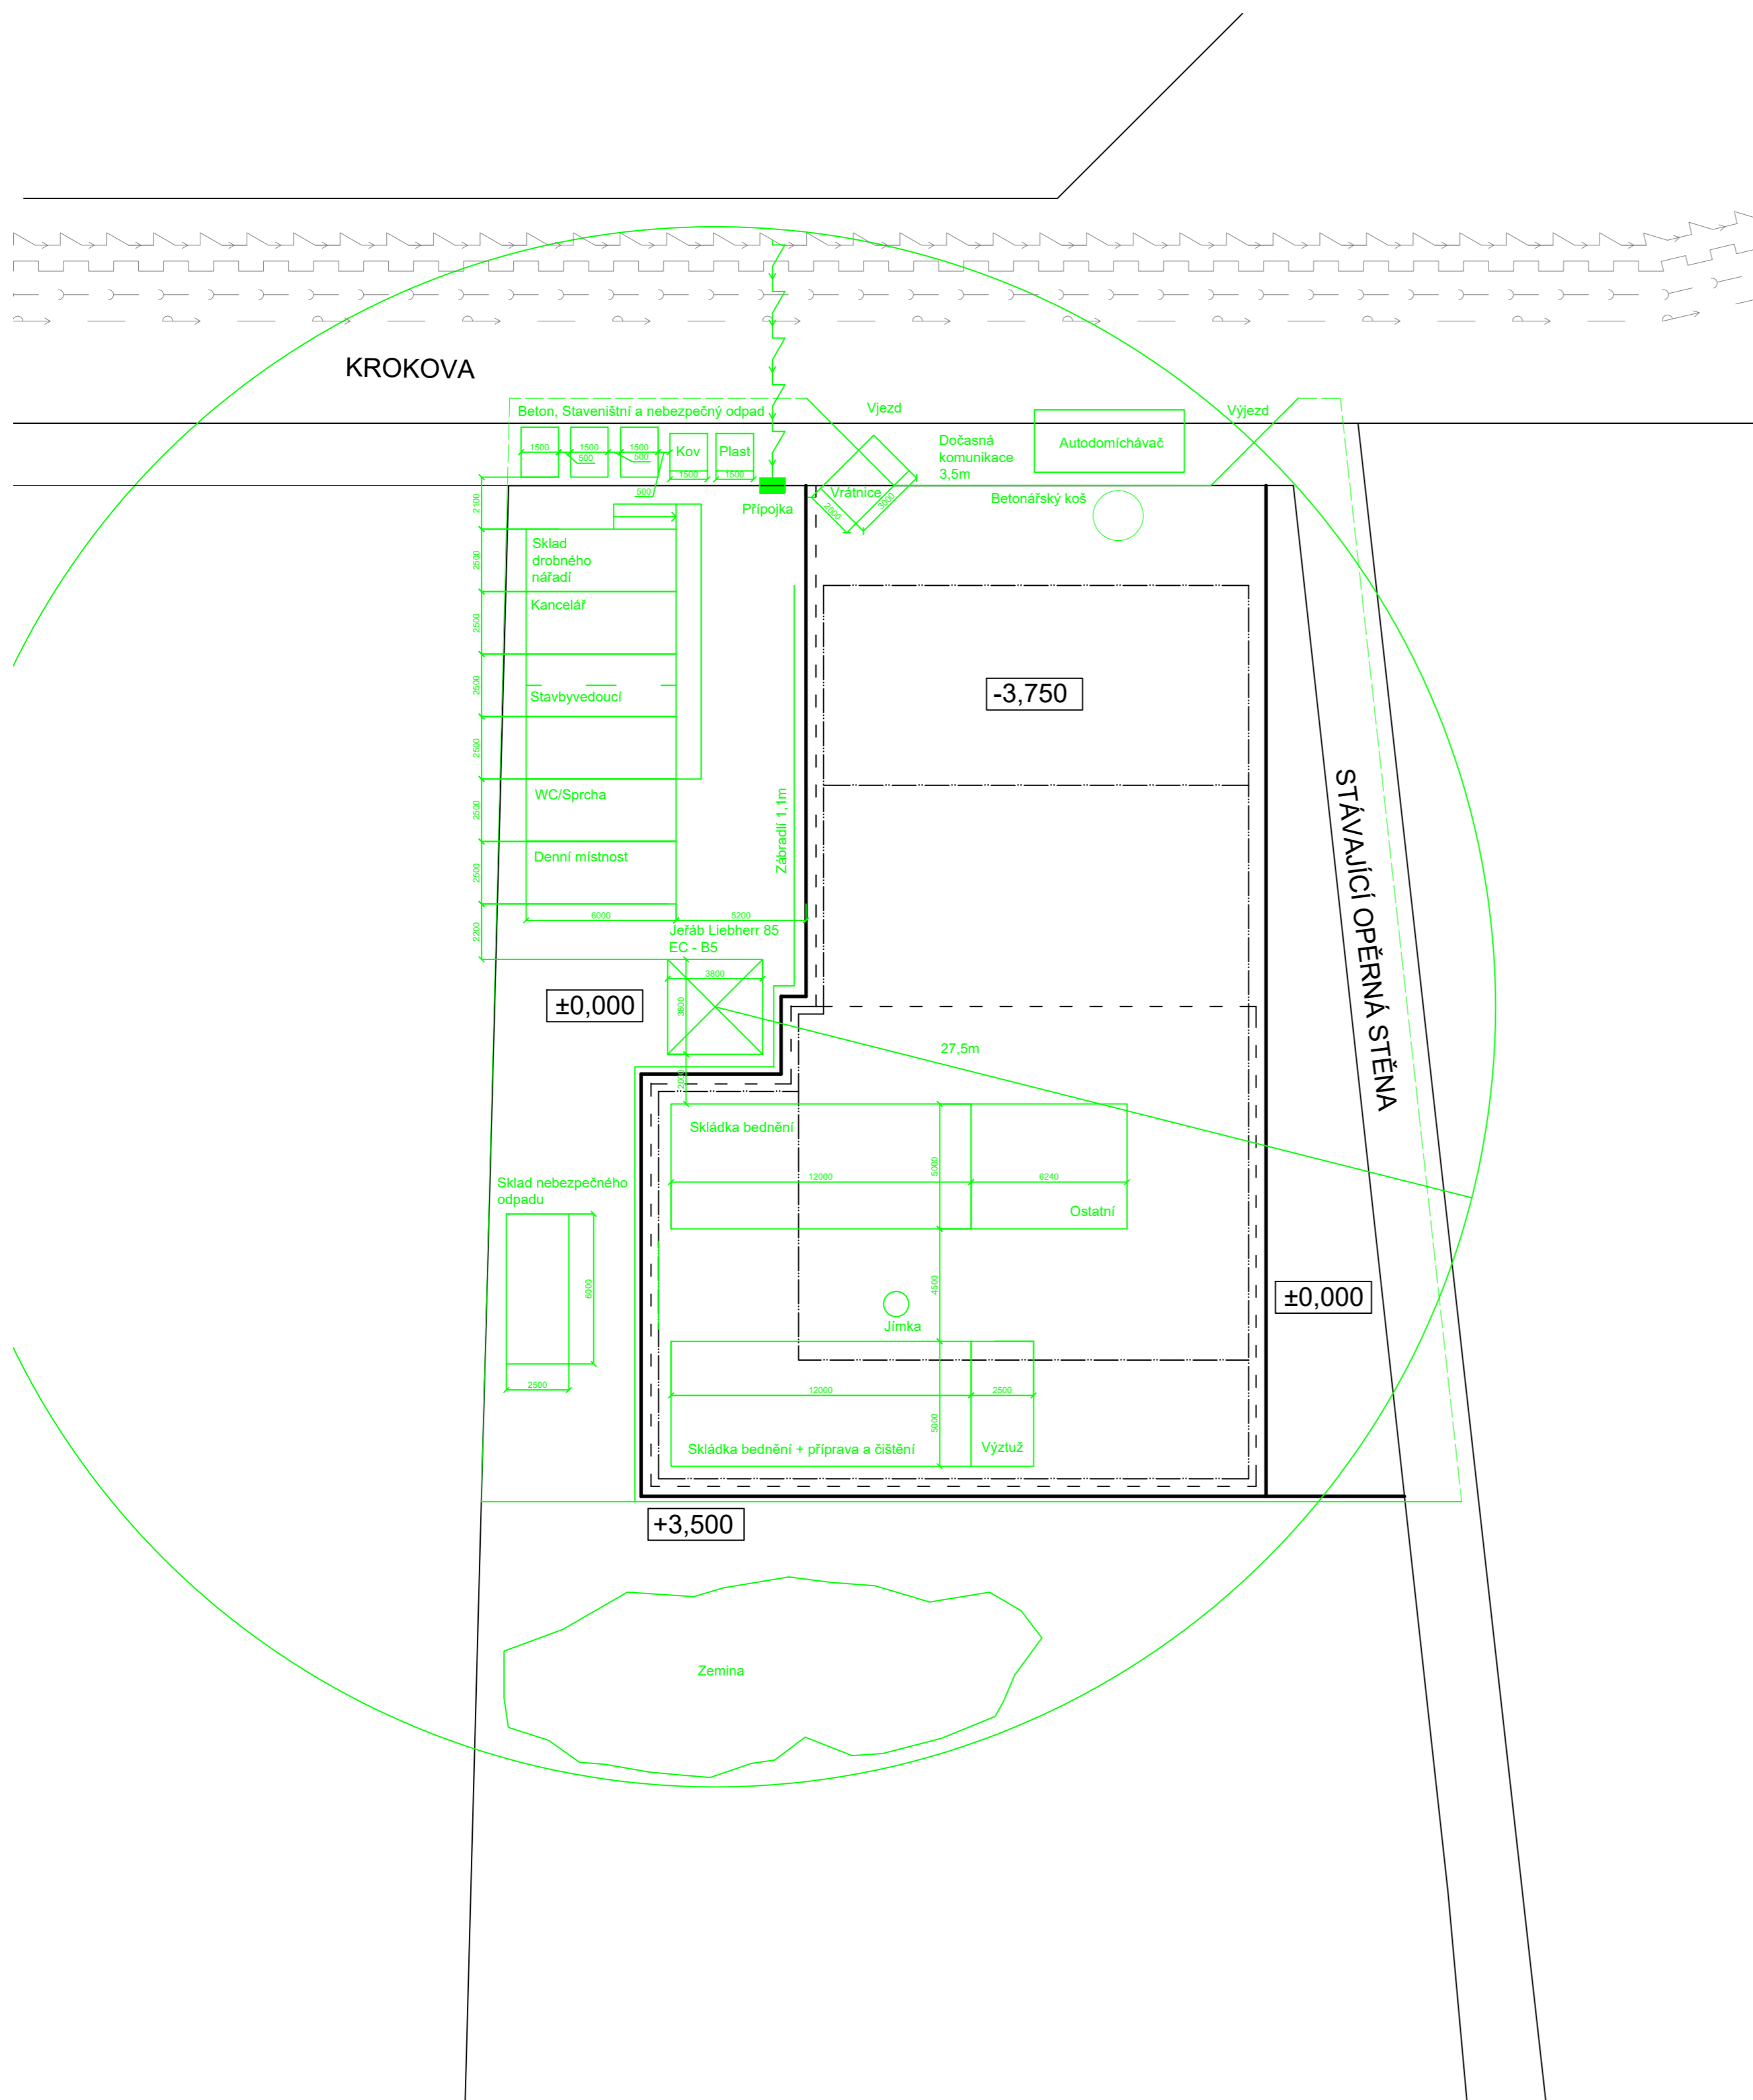 KROKOVA
Beton, Staveništní a nebezpečný odpad
Vjezd
Výjezd
Dočasná
komunikace
3,5m
Autodomíchávač
1500
1500
1500
500
500
500
Kov
Plast
1500
1500
Vrátnice
2000
3000
Přípojka
Betonářský koš
2100
2500
2500
2500
2500
2500
2500
2200
Sklad
drobného
nářadí
Kancelář
Stavbyvedoucí
WC/Sprcha
Denní místnost
Zábradlí 1,1m
-3,750
STÁVAJÍCÍ OPĚRNÁ STĚNA
6000
5200
Jeřáb Liebherr 85
EC - B5
3800
3800
2000
±0,000
27,5m
Skládka bednění
12000
5000
6240
Ostatní
Sklad nebezpečného
odpadu
6000
2500
4500
Jímka
±0,000
12000
2500
5000
Skládka bednění + příprava a čištění
Výztuž
+3,500
Zemina